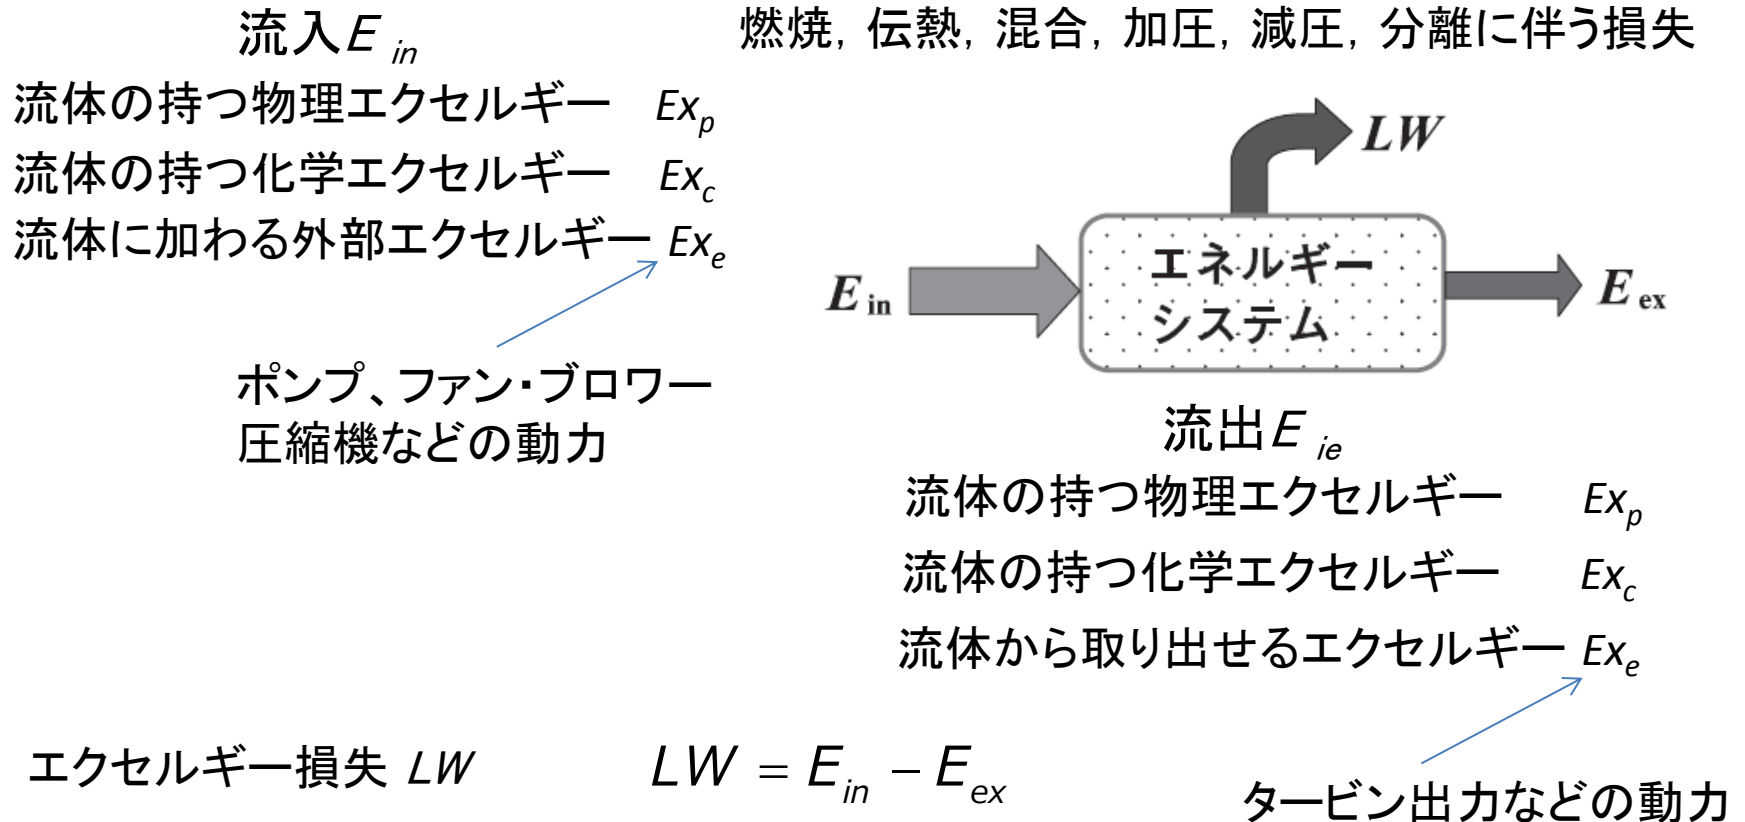 流入E in
流体の持つ物理エクセルギー Exp
流体の持つ化学エクセルギー Exc
流体に加わる外部エクセルギー Exe
ポンプ、ファン・ブロワー
圧縮機などの動力
燃焼，伝熱，混合，加圧，減圧，分離に伴う損失
LW
E in
エネルギー
システム
E ex
流出E ie
流体の持つ物理エクセルギー Exp
流体の持つ化学エクセルギー Exc
流体から取り出せるエクセルギー Exe
タービン出力などの動力
エクセルギー損失 LW
LW = Ein − Eex